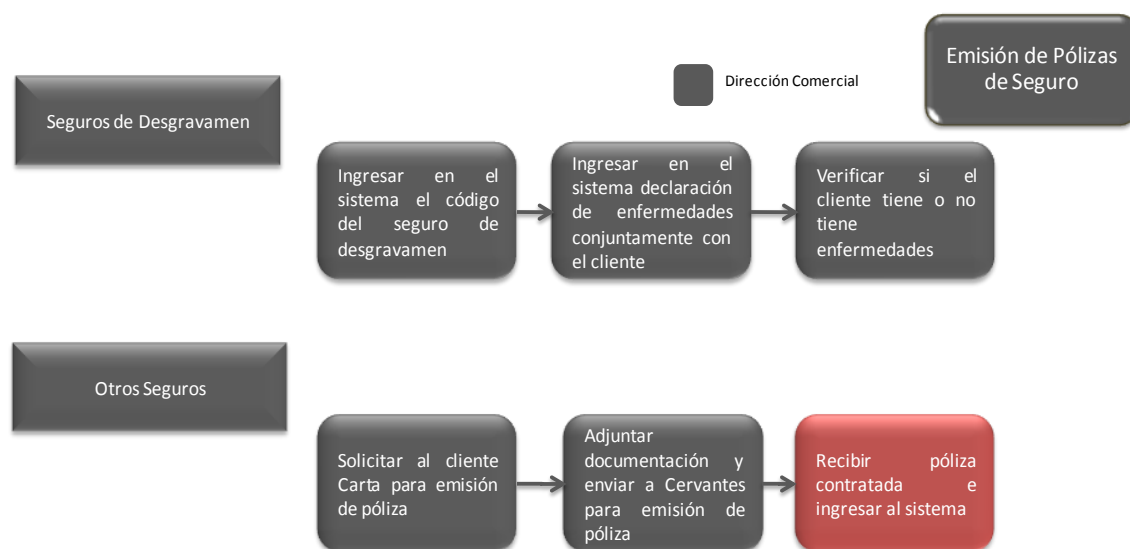 Emisión de Pólizas
de Seguro
Dirección Comercial
Seguros de Desgravamen
Ingresar en el
sistema el código
del seguro de
desgravamen
Ingresar en el
sistema declaración
de enfermedades
conjuntamente con
el cliente
Verificar si el
cliente tiene o no
tiene
enfermedades
Otros Seguros
Solicitar al cliente
Carta para emisión
de póliza
Adjuntar
documentación y
enviar a Cervantes
para emisión de
póliza
Recibir póliza
contratada e
ingresar al sistema